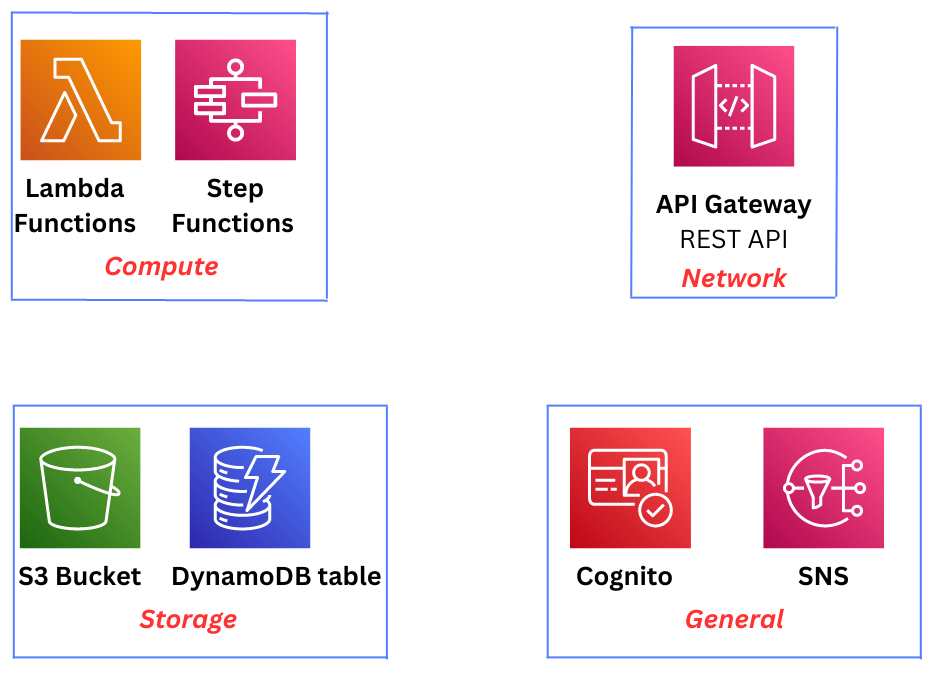 Lambda
Functions
Step
Functions
Compute
</>
API Gateway
REST API
Network
S3 Bucket
DynamoDB table
Storage
Cognito
SNS
General